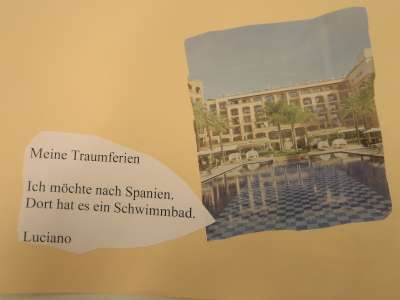 Meine Traumferien
Ich möchte nach Spanien.
Dort hat es ein Schwimmbad.
Luciano